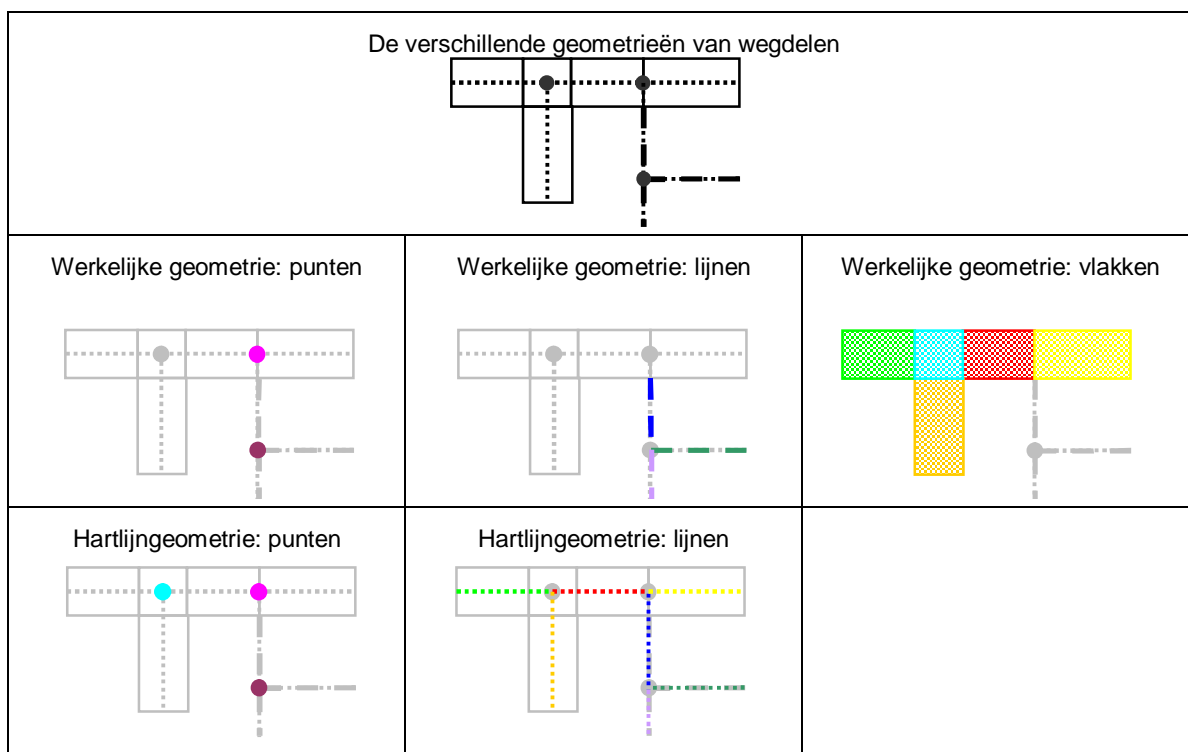 De verschillende geometrieën van wegdelen
Werkelijke geometrie: punten
Werkelijke geometrie: lijnen
Werkelijke geometrie: vlakken
Hartlijngeometrie: punten
Hartlijngeometrie: lijnen